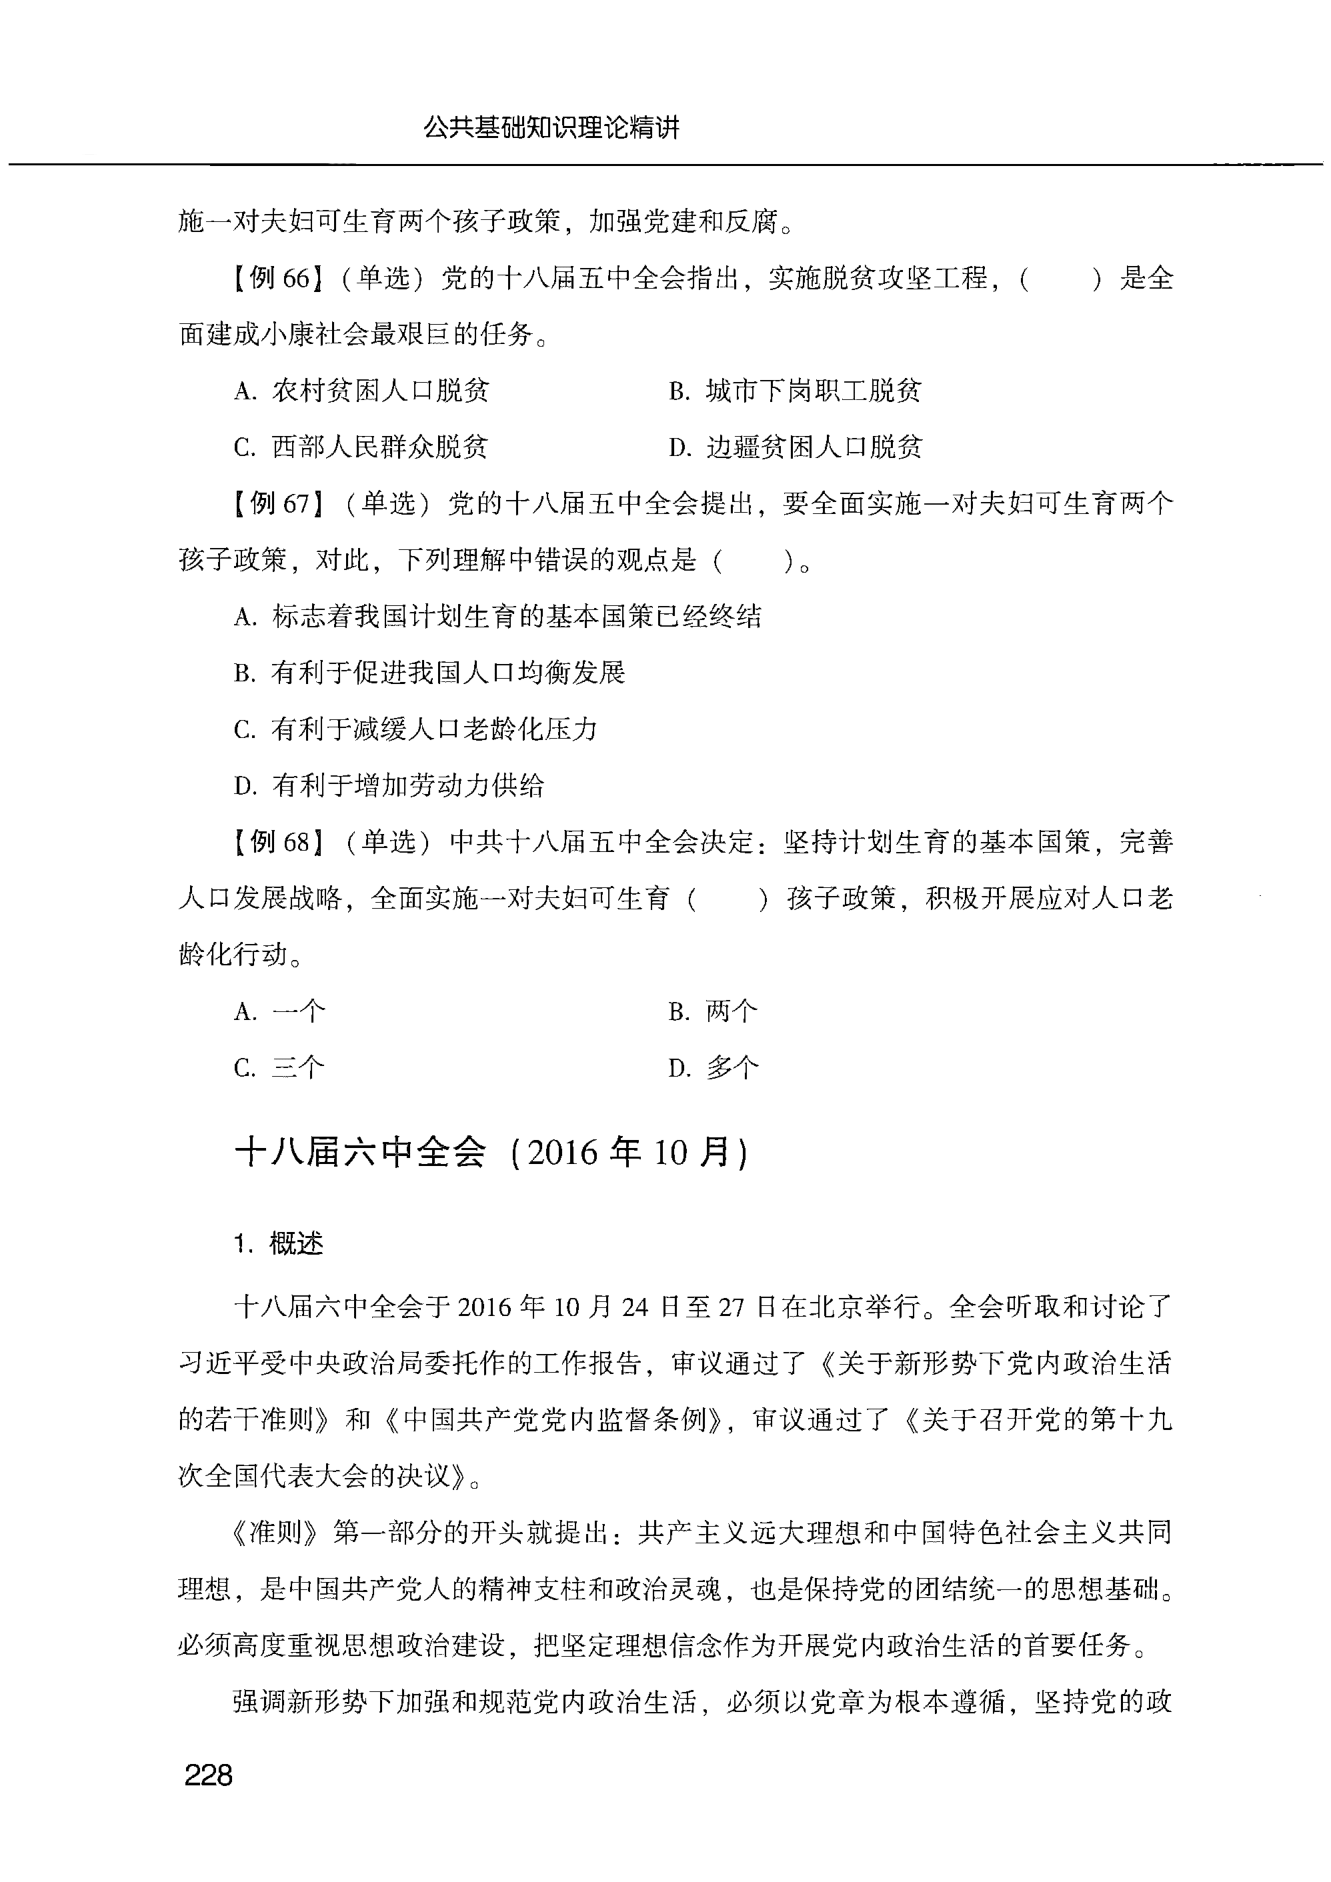 公共基础知识理论精讲
施一对夫妇可生育两个孩子政策，加强党建和反腐。
【例 66】（单选）党的十八届五中全会指出，实施脱贫攻坚工程，（　　）是全
面建成小康社会最艰巨的任务。
A. 农村贫困人口脱贫　　B. 城市下岗职工脱贫
C. 西部人民群众脱贫　　D. 边疆贫困人口脱贫
【例 67】（单选）党的十八届五中全会提出，要全面实施一对夫妇可生育两个
孩子政策，对此，下列理解中错误的观点是（　　）。
A. 标志着我国计划生育的基本国策已经终结
B. 有利于促进我国人口均衡发展
C. 有利于减缓人口老龄化压力
D. 有利于增加劳动力供给
【例 68】（单选）中共十八届五中全会决定：坚持计划生育的基本国策，完善
人口发展战略，全面实施一对夫妇可生育（　　）孩子政策，积极开展应对人口老
龄化行动。
A. 一个　　B. 两个
C. 三个　　D. 多个
十八届六中全会（2016 年 10 月）
1. 概述
十八届六中全会于 2016 年 10 月 24 日至 27 日在北京举行。全会听取和讨论了
习近平受中央政治局委托作的工作报告，审议通过了《关于新形势下党内政治生活
的若干准则》和《中国共产党党内监督条例》，审议通过了《关于召开党的第十九
次全国代表大会的决议》。
《准则》第一部分的开头就提出：共产主义远大理想和中国特色社会主义共同
理想，是中国共产党人的精神支柱和政治灵魂，也是保持党的团结统一的思想基础。
必须高度重视思想政治建设，把坚定理想信念作为开展党内政治生活的首要任务。
强调新形势下加强和规范党内政治生活，必须以党章为根本遵循，坚持党的政
228